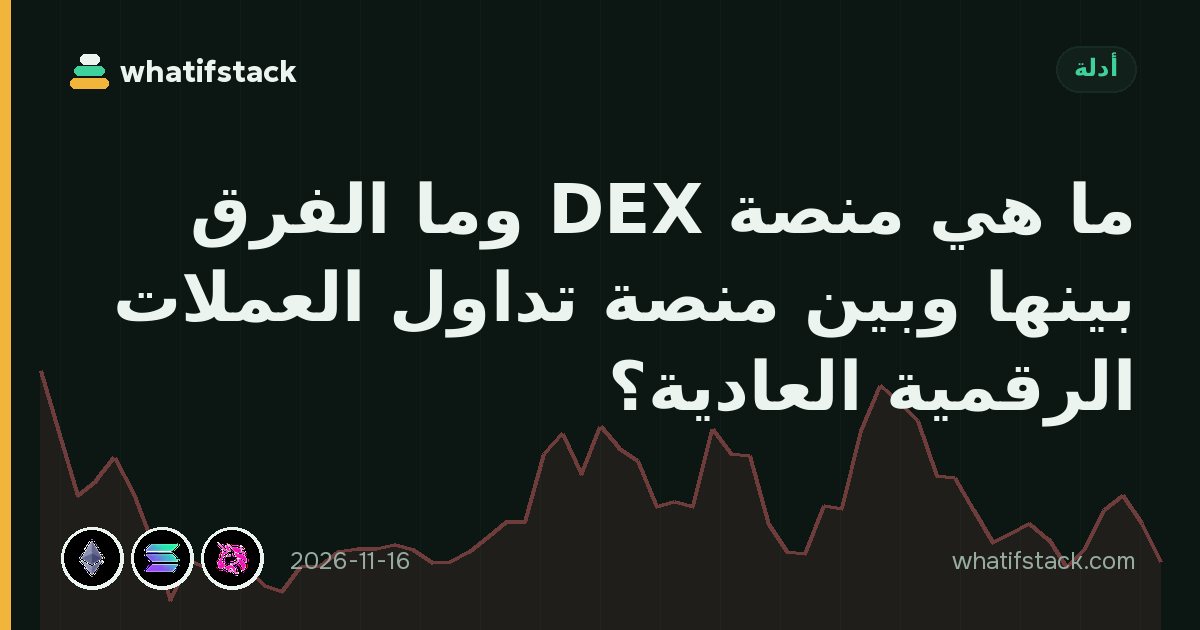 whatifstack
أدلة
ما هي منصة DEX وما الفرق
بينها وبين منصة تداول العملات
الرقمية العادية؟
2026-11-16
whatifstack.com